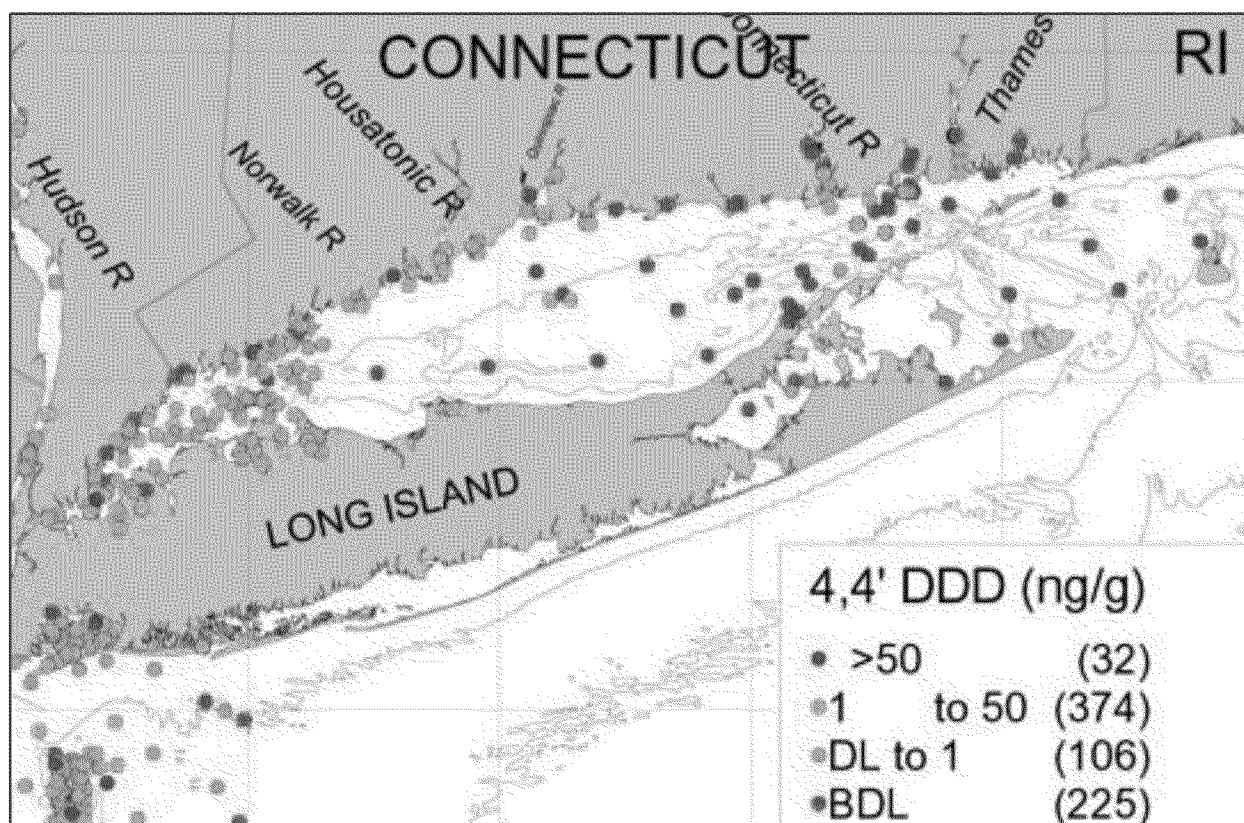 CONNECTICUT
RI
Connecticut R
Thames
Housatonic R
Norwalk R
Hudson R
LONG ISLAND
4,4' DDD (ng/g)
>50 (32)
1 to 50 (374)
DL to 1 (106)
BDL (225)